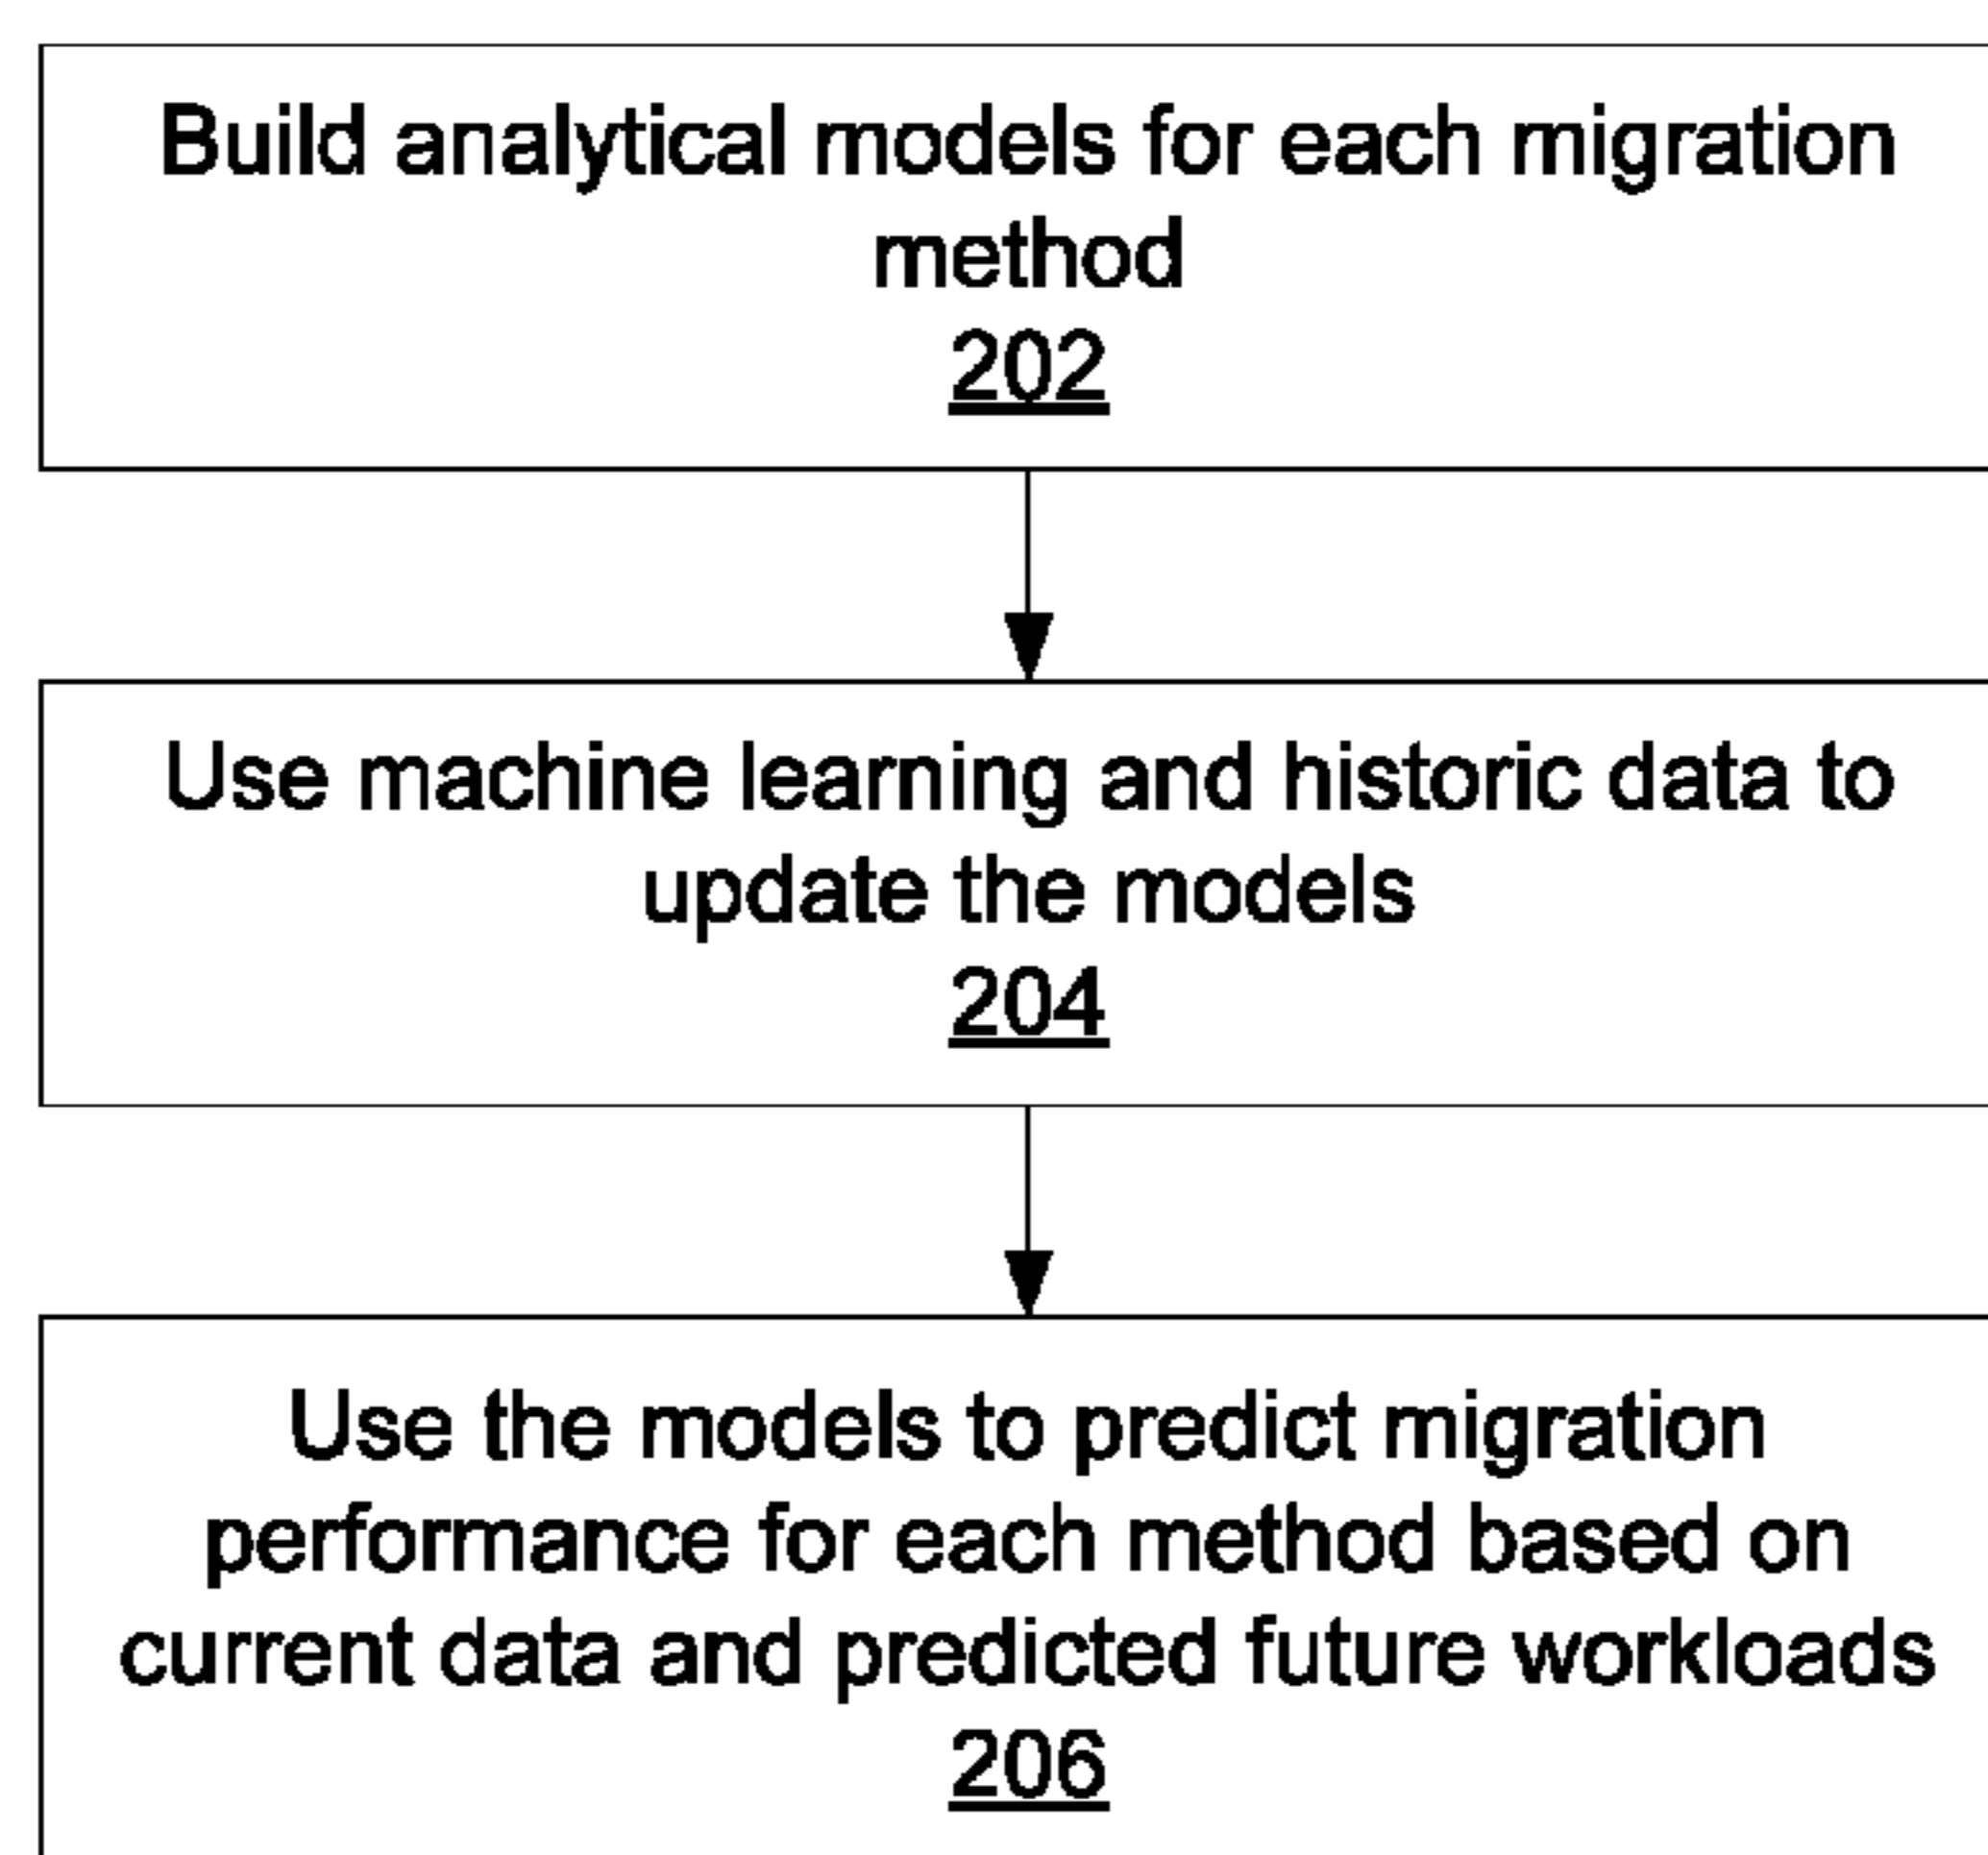 Build analytical models for each migration
method
202
Use machine learning and historic data to
update the models
204
Use the models to predict migration
performance for each method based on
current data and predicted future workloads
206